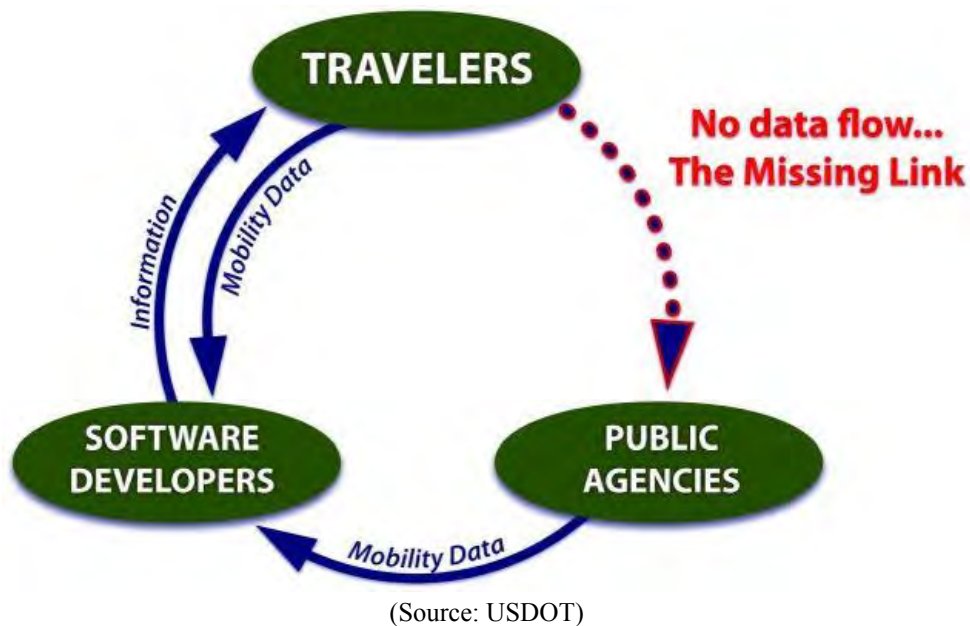 TRAVELERS
No data flow...
The Missing Link
Information
Mobility Data
SOFTWARE
DEVELOPERS
PUBLIC
AGENCIES
Mobility Data
(Source: USDOT)